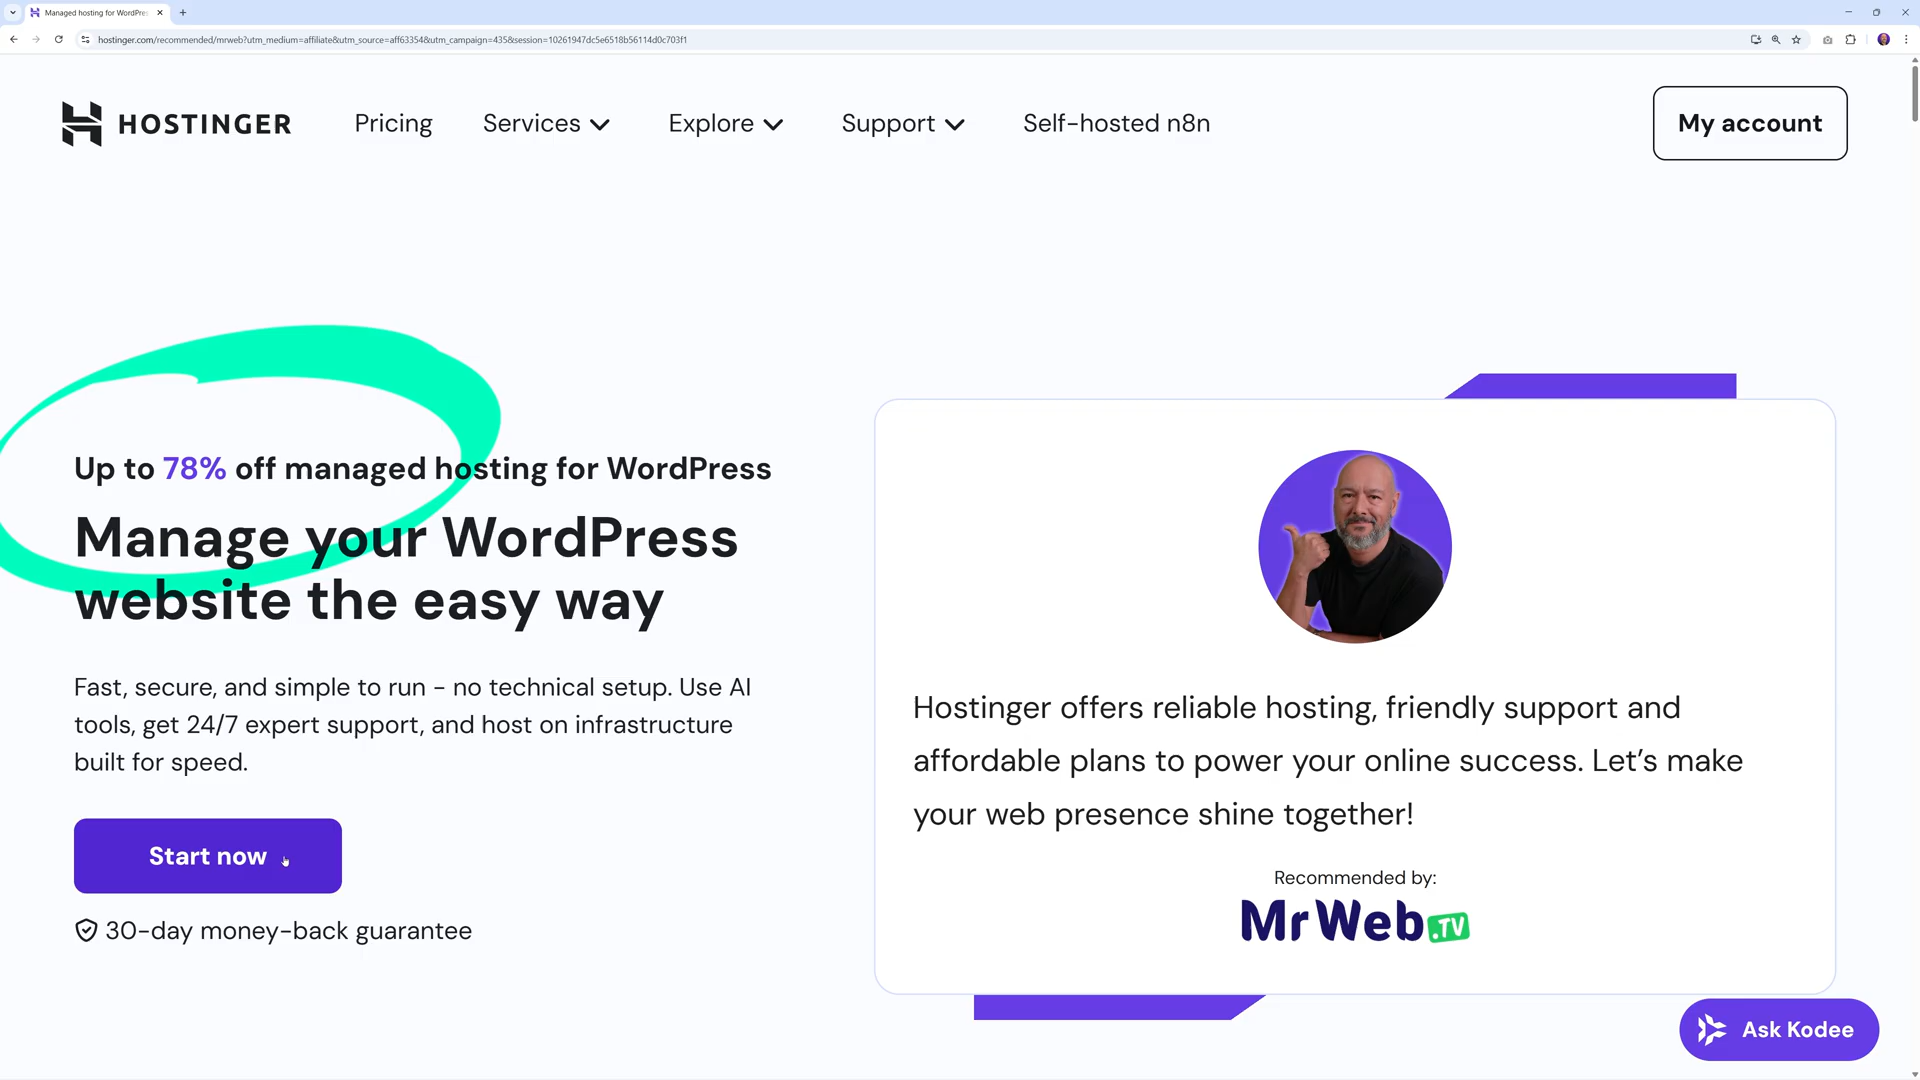 Managed hosting for WordPre
hostinger.com/recommended/mrweb?utm_medium=affiliate&utm_source=aff63354&utm_campaign=435&session=10261947dc5e6518b56114d0c703f1
HOSTINGER
Pricing
Services
Explore
Support
Self-hosted n8n
My account
Up to 78% off managed hosting for WordPress
Manage your WordPress
website the easy way
Fast, secure, and simple to run - no technical setup. Use AI
tools, get 24/7 expert support, and host on infrastructure
built for speed.
Start now
30-day money-back guarantee
Hostinger offers reliable hosting, friendly support and
affordable plans to power your online success. Let’s make
your web presence shine together!
Recommended by:
MrWeb.TV
Ask Kodee